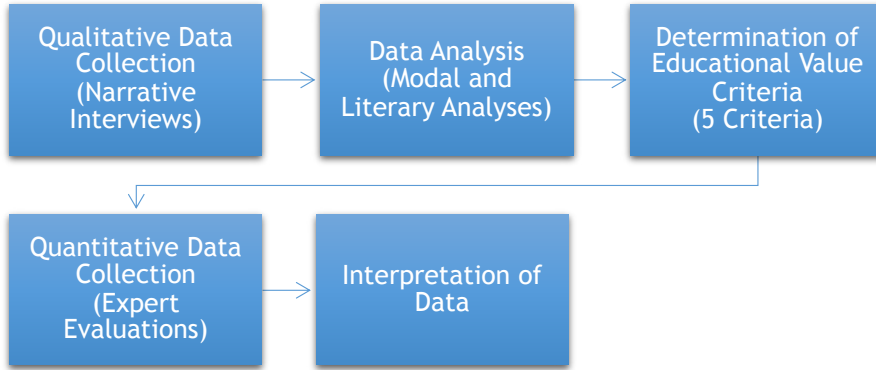 Qualitative Data
Collection
(Narrative
Interviews)
Data Analysis
(Modal and
Literary Analyses)
Determination of
Educational Value
Criteria
(5 Criteria)
Quantitative Data
Collection
(Expert
Evaluations)
Interpretation of
Data